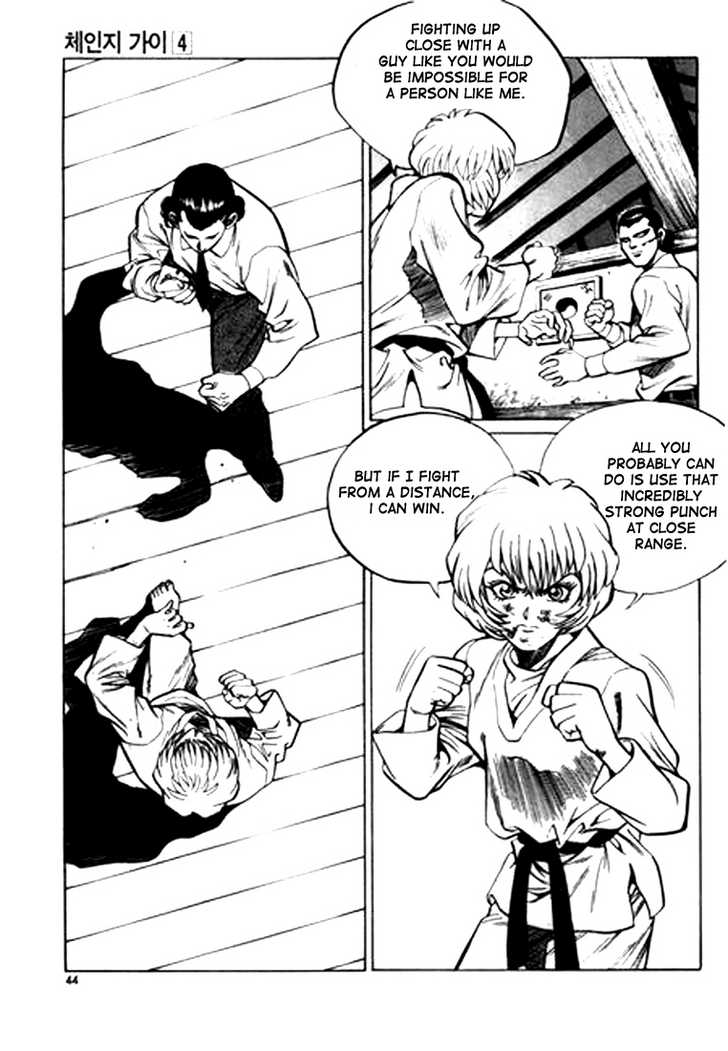 체인지 가이 4
FIGHTING UP
CLOSE WITH A
GUY LIKE YOU WOULD
BE IMPOSSIBLE FOR
A PERSON LIKE ME.
BUT IF I FIGHT
FROM A DISTANCE,
I CAN WIN.
ALL YOU
PROBABLY CAN
DO IS USE THAT
INCREDIBLY
STRONG PUNCH
AT CLOSE
RANGE.
44